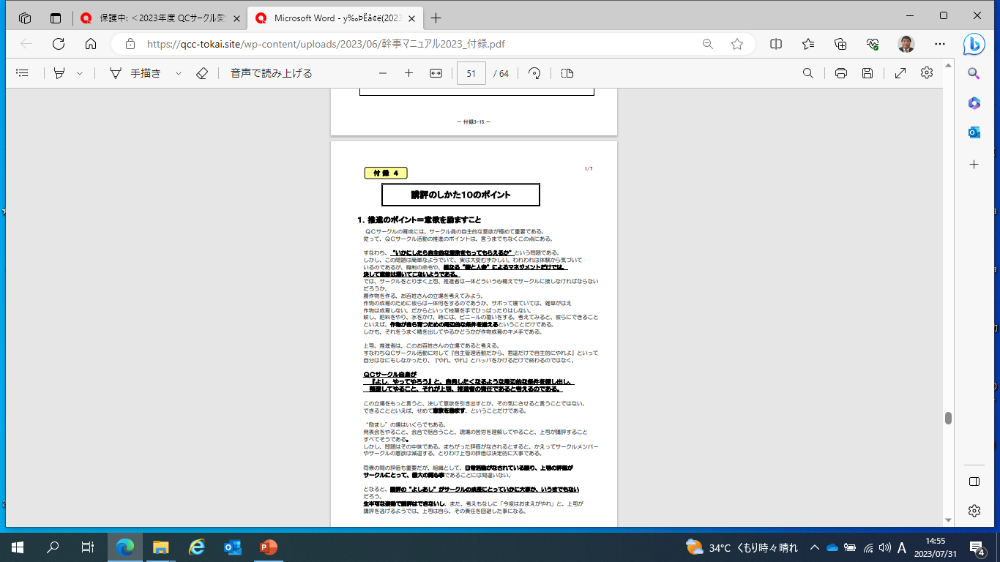 保護中: ＜2023年度 QCサークル愛
Microsoft Word - y‰ÞËå¢ë(2023
https://qcc-tokai.site/wp-content/uploads/2023/06/幹事マニュアル2023_付録.pdf
手描き
音声で読み上げる
51
/ 64
― 付録3-15 ―
1/7
付 録 4
講評のしかた10のポイント
1. 推進のポイント＝意欲を励ますこと
QCサークルの育成には、サークル員の自主的な意欲が極めて重要である。
従って、QCサークル活動の推進のポイントは、言うまでもなくこの点にある。
すなわち、“いかにしたら自主的な意欲をもってもらえるか”という問題である。
しかし、この問題は簡単なようでいて、実は大変むずかしい。われわれは体験から気づいて
いるのであるが、職制の命令や、単なる“鞭と人参”によるマネジメントだけでは、
決して意欲は湧いてこないようである。
では、サークルをとりまく上司、推進者は一体どういう心構えでサークルに接しなければならない
だろうか。
農作物を作る、お百姓さんの立場を考えてみよう。
作物の成育のために彼らは一体何をするのであうか、サボって寝ていては、雑草がはえ
作物は成育しない。だからといって枝葉を手でひっぱったりはしない。
耕し、肥料をやり、水をかけ、時には、ビニールの覆いをする。考えてみると、彼らにできること
といえば、作物が自ら育つための周辺的な条件を揃えるということだけである。
しかも、それをうまく精を出してやるかどうかが作物成育のキメ手である。
上司、推進者は、このお百姓さんの立場であると考える。
すなわちQCサークル活動に対して『自主管理活動だから、君達だけで自主的にやれよ』といって
自分はなにもしなかったり、『やれ、やれ』とハッパをかけるだけで終わるのではなく、
QCサークル自身が
『よし、やってやろう』と、自発したくなるような周辺的な条件を醸し出し、
整理してやること、それが上司、推進者の責任であると考えるのである。
この立場をもっと言うと、決して意欲を引き出すとか、その気にさせると言うことではない。
できることといえば、せめて意欲を励ます、ということだけである。
“励まし”の場はいくらでもある。
発表会をやること、会合で話合うこと、現場の苦労を理解してやること、上司が講評すること
すべてそうである。
しかし、問題はその中味である。まちがった評価がなされるとすると、かえってサークルメンバー
やサークルの意欲は減退する。とりわけ上司の評価は決定的に大事である。
同僚の間の評価も重要だが、組織として、日常活動がなされている限り、上司の評価が
サークルにとって、最大の関心事であることには間違いない。
となると、講評の“よしあし”がサークルの成長にとっていかに大事か、いうまでもない
だろう。
生半可な姿勢で講評はできないし、また、考えもなしに「今度はおまえがやれ」と、上司が
講評を逃げるようでは、上司は自ら、その責任を回避した事になる。
34°C くもり時々晴れ
A
14:55
2023/07/31
4